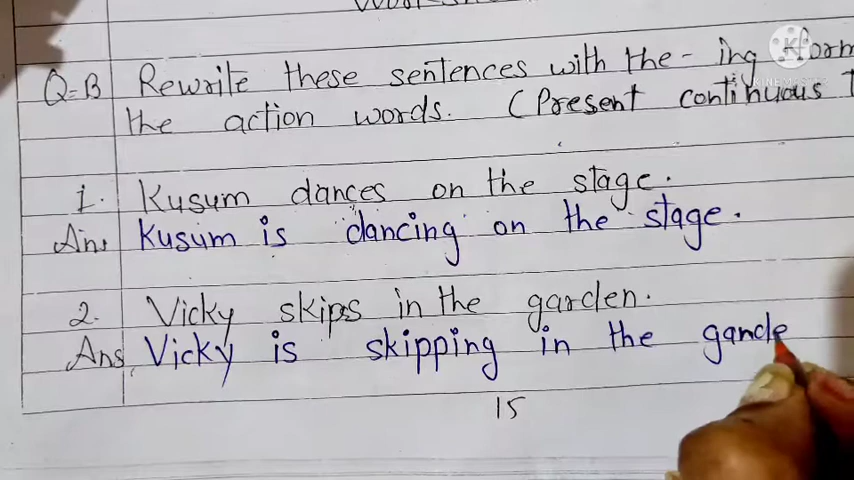 Q-B Rewrite these sentences with the - ing form
the action words. (Present continuous T
1. Kusum dances on the stage.
Ans Kusum is dancing on the stage.
2. Vicky skips in the garden.
Ans Vicky is skipping in the garde
15